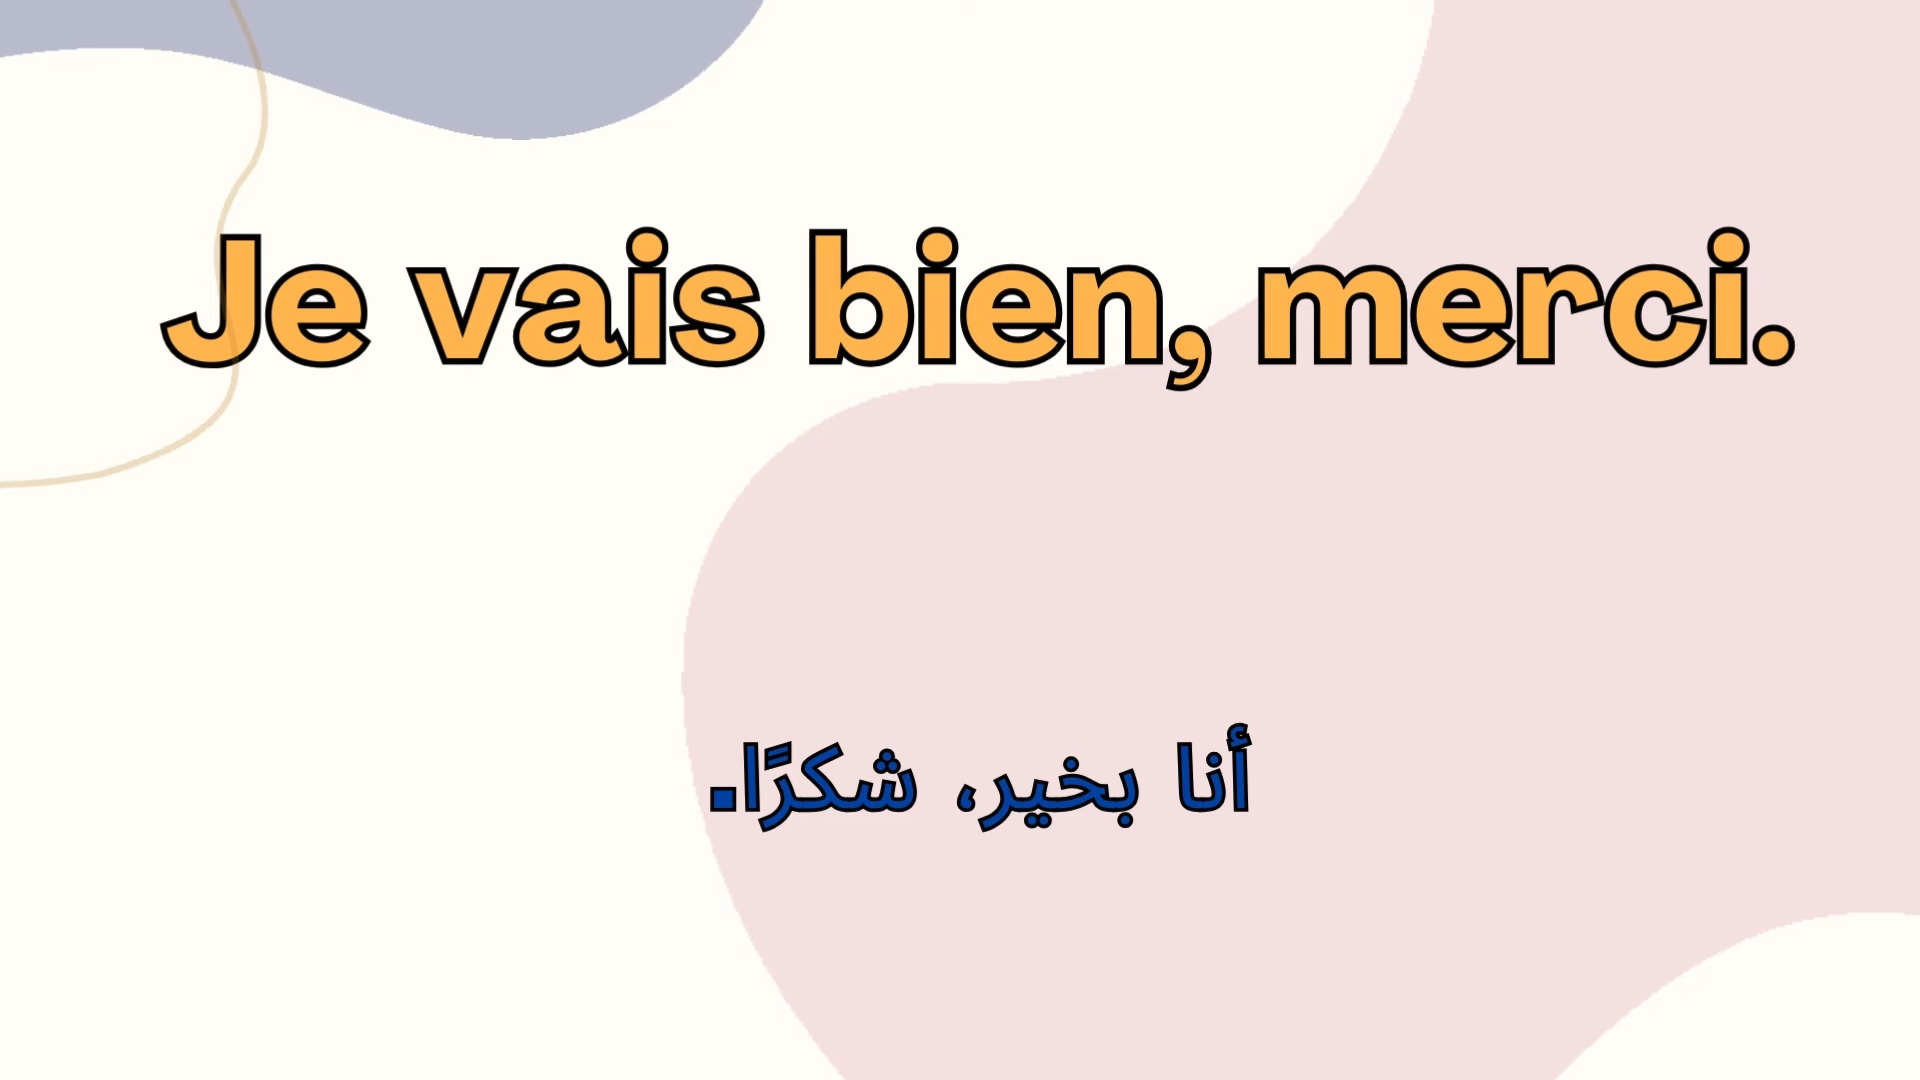 Je vais bien, merci.
أنا بخير، شكرًا.